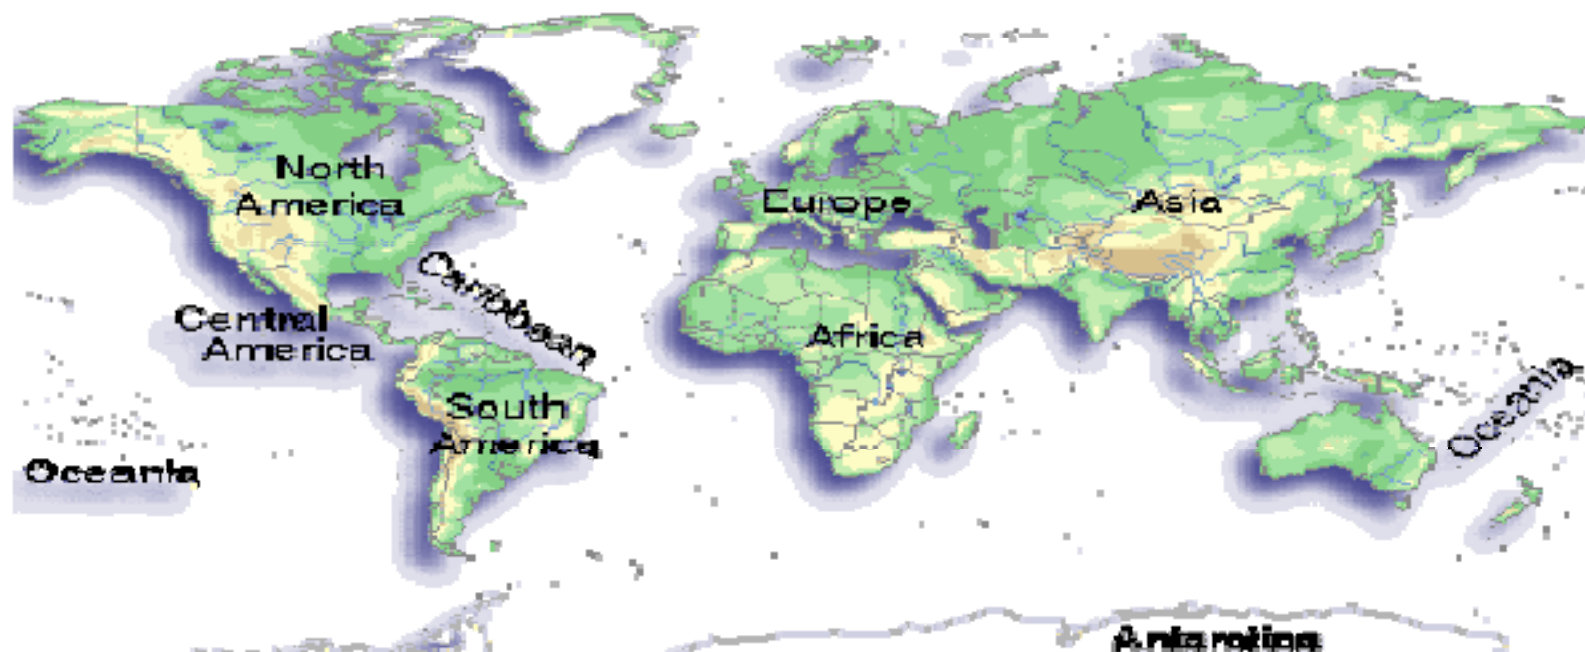 North
America
Europe
Asia
Caribbean
Central
America
Africa
South
America
Oceania
Oceania
Antarctica